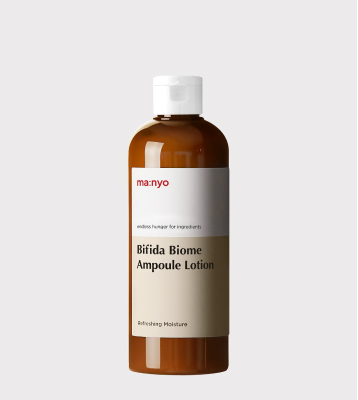 ma:nyo
endless hunger for ingredients.
Bifida Biome
Ampoule Lotion
Refreshing Moisture